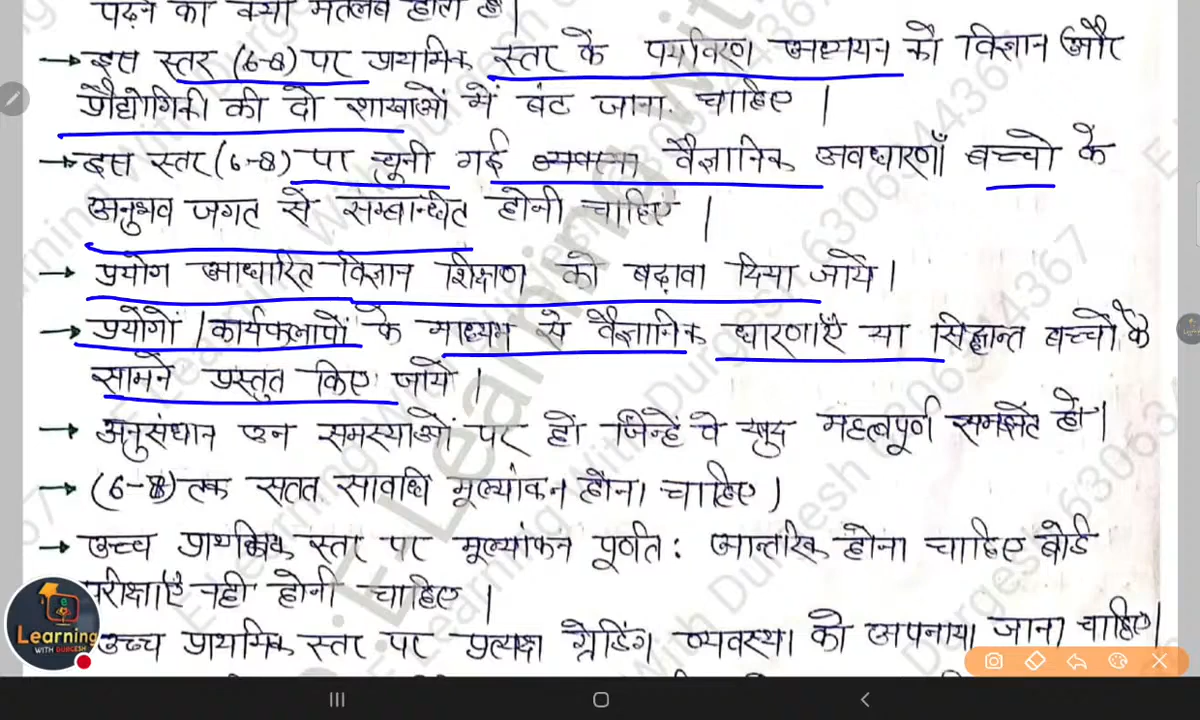 पढ़ने का क्या मतलब होता है |
→ इस स्तर (6-8) पर प्राथमिक स्तर के पर्यावरण अध्ययन को विज्ञान और
प्रौद्योगिकी की दो शाखाओं में बंट जाना चाहिए |
→ इस स्तर (6-8) पर चूनी गई व्यवस्था वैज्ञानिक अवधारणाएँ बच्चो के
अनुभव जगत से सम्बान्धित होनी चाहिए |
→ प्रयोग आधारित विज्ञान शिक्षण को बढ़ावा दिया जाये |
→ प्रयोगों / कार्यकलापों के माध्यम से वैज्ञानिक धारणाएँ या सिद्धान्त बच्चों के
सामने प्रस्तुत किए जाये |
→ अनुसंधान उन समस्याओं पर हों जिन्हें वे खुद महत्वपूर्ण समझते हों |
→ (6-8) तक सतत सावधि मूल्यांकन होना चाहिए |
→ उच्च प्राथमिक स्तर पर मूल्यांकन पूर्णत: आन्तरिक होना चाहिए बोर्ड
परीक्षाएँ नही होनी चाहिए |
उच्च प्राथमिक स्तर पर प्रत्यक्ष ग्रेडिंग व्यवस्था को अपनाया जाना चाहिए |
Learning
WITH DURGESH